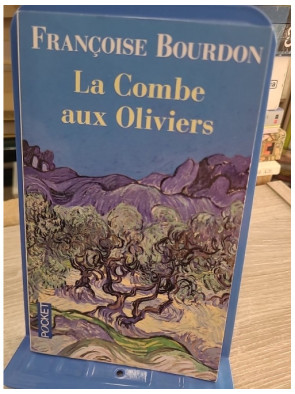 FRANÇOISE BOURDON
La Combe
aux Oliviers
POCKET